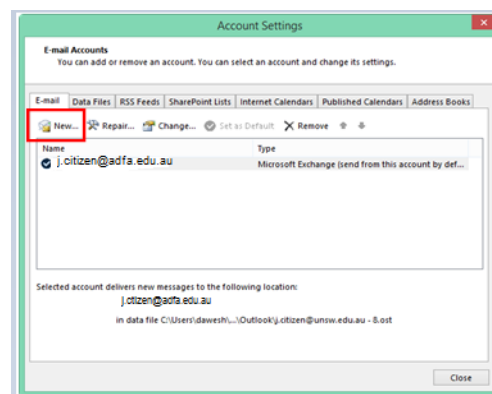 Account Settings
E-mail Accounts
You can add or remove an account. You can select an account and change its settings.
E-mail Data Files RSS Feeds SharePoint Lists Internet Calendars Published Calendars Address Books
New... Repair... Change... Set as Default Remove
Name Type
j.citizen@adfa.edu.au Microsoft Exchange (send from this account by def...
Selected account delivers new messages to the following location:
j.citizen@adfa.edu.au
in data file C:\Users\dawesh\...\Outlook\j.citizen@unsw.edu.au - 8.ost
Close